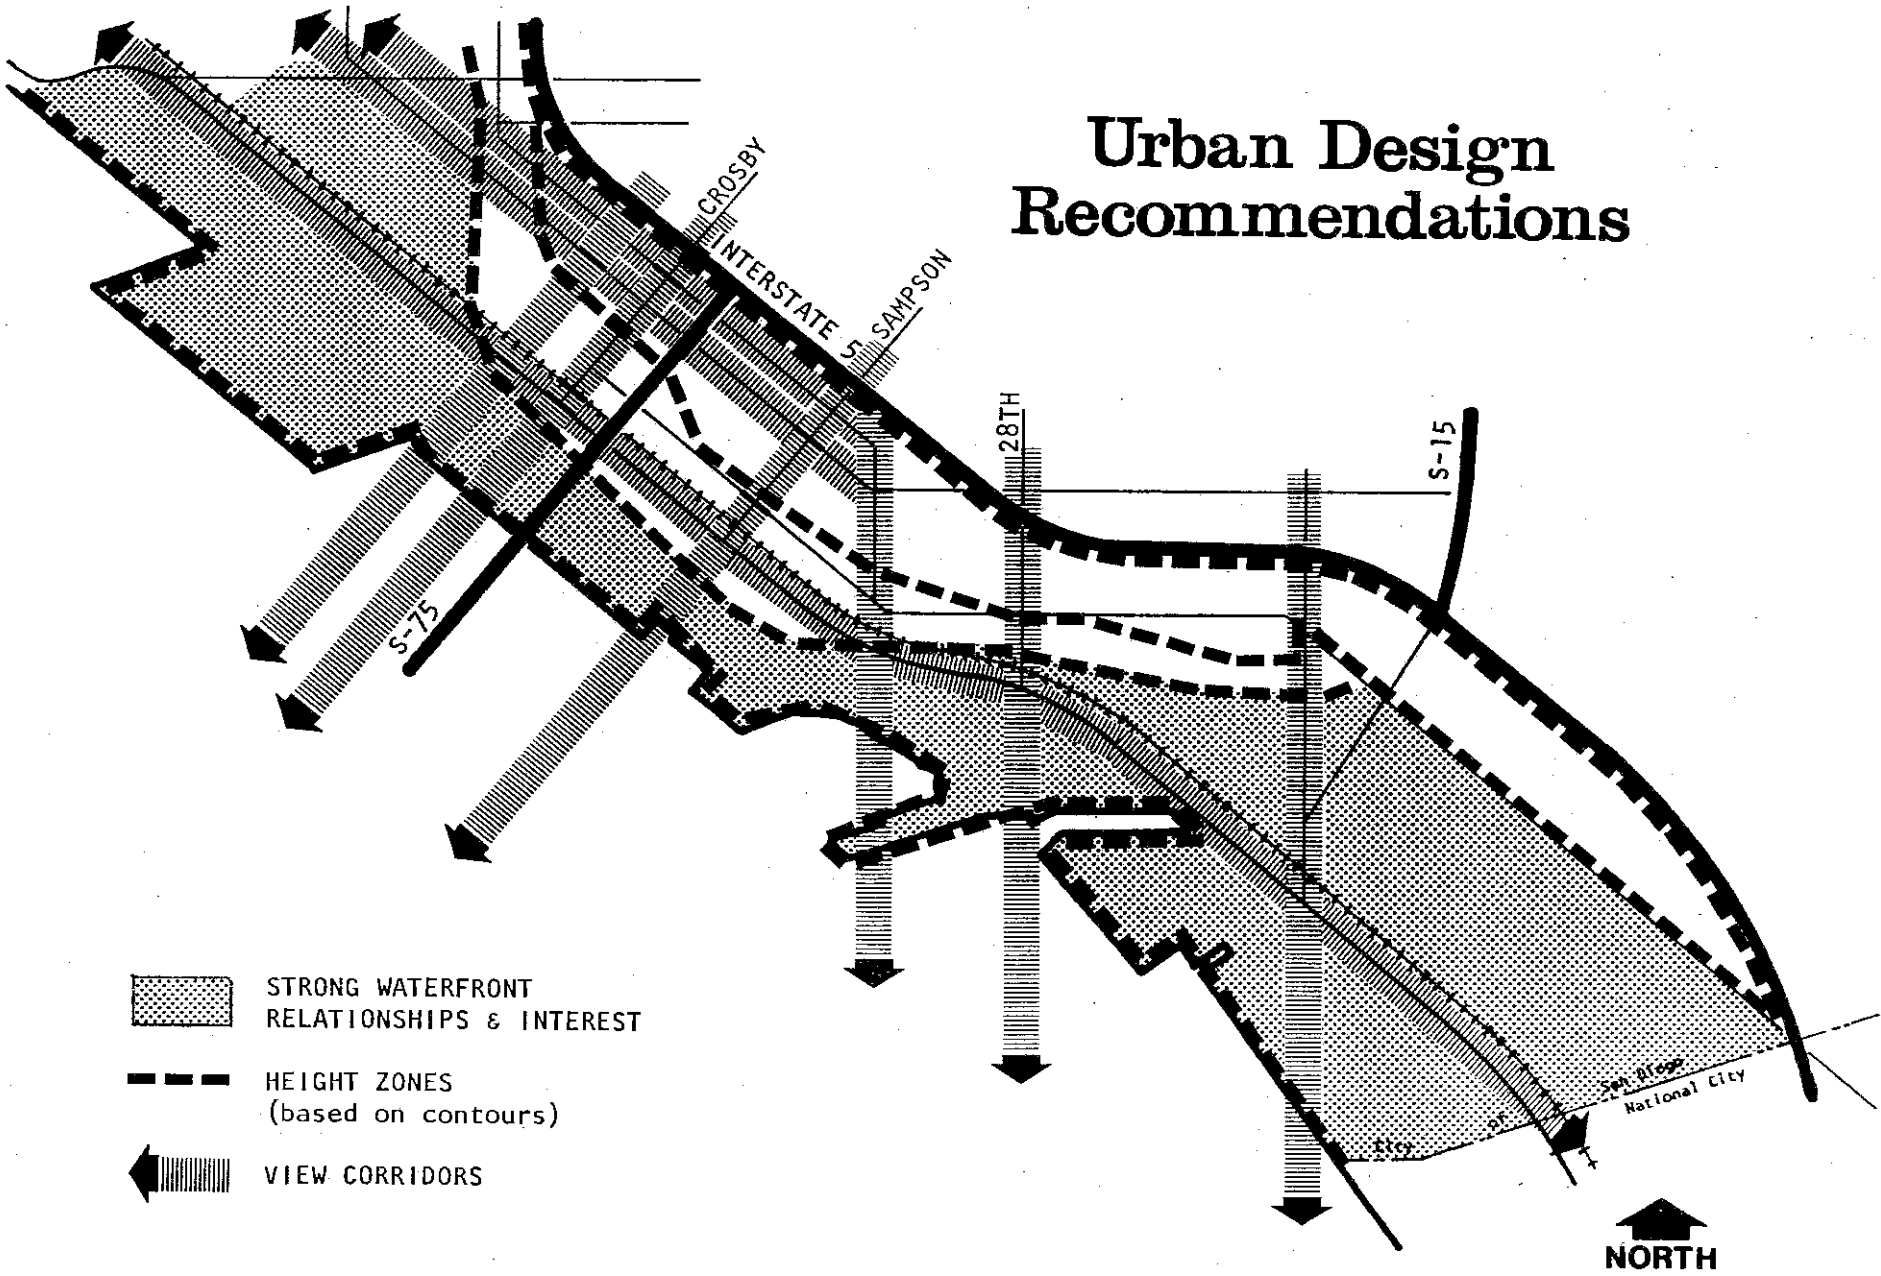 Urban Design
Recommendations
CROSBY
INTERSTATE 5
SAMPSON
28TH
S-15
S-75
STRONG WATERFRONT
RELATIONSHIPS & INTEREST
HEIGHT ZONES
(based on contours)
VIEW CORRIDORS
City of San Diego
National City
NORTH